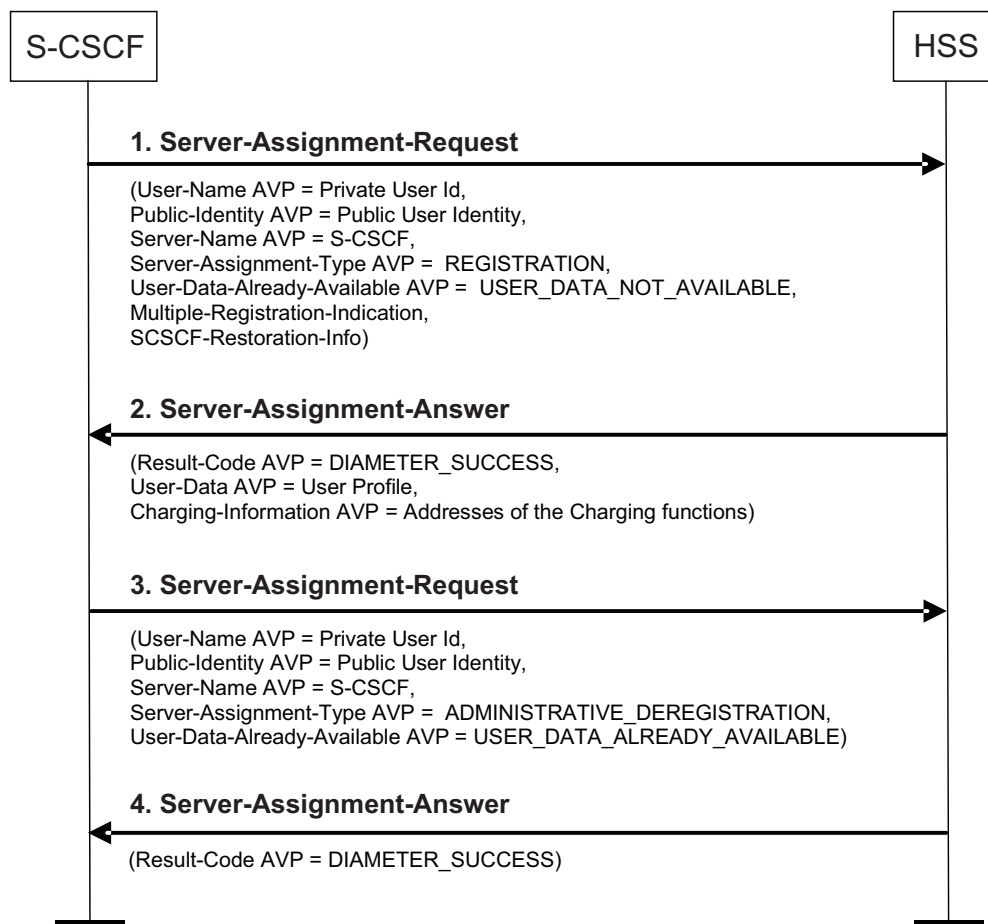 S-CSCF
HSS
1. Server-Assignment-Request
(User-Name AVP = Private User Id,
Public-Identity AVP = Public User Identity,
Server-Name AVP = S-CSCF,
Server-Assignment-Type AVP = REGISTRATION,
User-Data-Already-Available AVP = USER_DATA_NOT_AVAILABLE,
Multiple-Registration-Indication,
SCSCF-Restoration-Info)
2. Server-Assignment-Answer
(Result-Code AVP = DIAMETER_SUCCESS,
User-Data AVP = User Profile,
Charging-Information AVP = Addresses of the Charging functions)
3. Server-Assignment-Request
(User-Name AVP = Private User Id,
Public-Identity AVP = Public User Identity,
Server-Name AVP = S-CSCF,
Server-Assignment-Type AVP = ADMINISTRATIVE_DEREGISTRATION,
User-Data-Already-Available AVP = USER_DATA_ALREADY_AVAILABLE)
4. Server-Assignment-Answer
(Result-Code AVP = DIAMETER_SUCCESS)